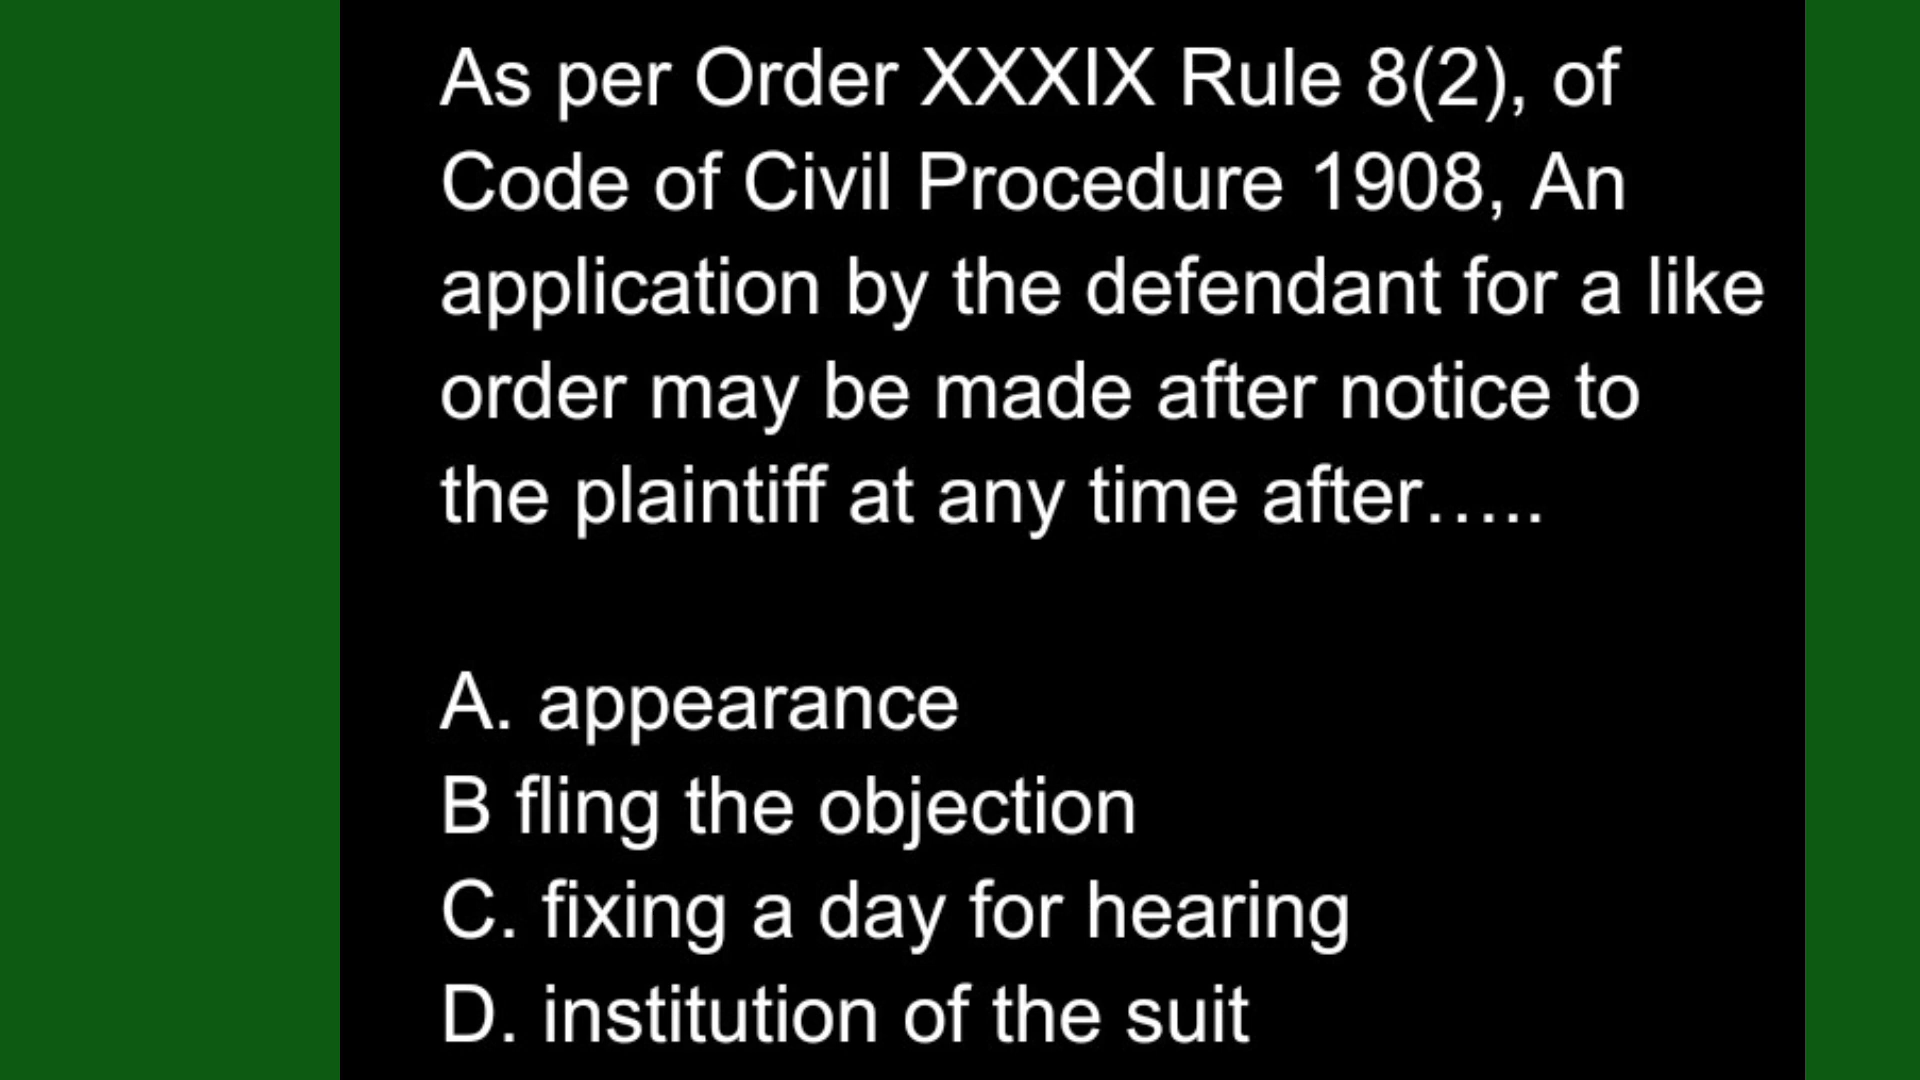 As per Order XXXIX Rule 8(2), of
Code of Civil Procedure 1908, An
application by the defendant for a like
order may be made after notice to
the plaintiff at any time after.....
A. appearance
B fling the objection
C. fixing a day for hearing
D. institution of the suit